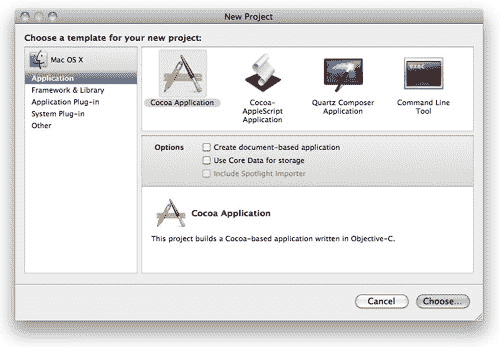 New Project
Choose a template for your new project:
Mac OS X
Application
Framework & Library
Application Plug-in
System Plug-in
Other
Cocoa Application
Cocoa-
AppleScript
Application
Quartz Composer
Application
exec
Command Line
Tool
Options
Create document-based application
Use Core Data for storage
Include Spotlight Importer
Cocoa Application
This project builds a Cocoa-based application written in Objective-C.
Cancel
Choose...